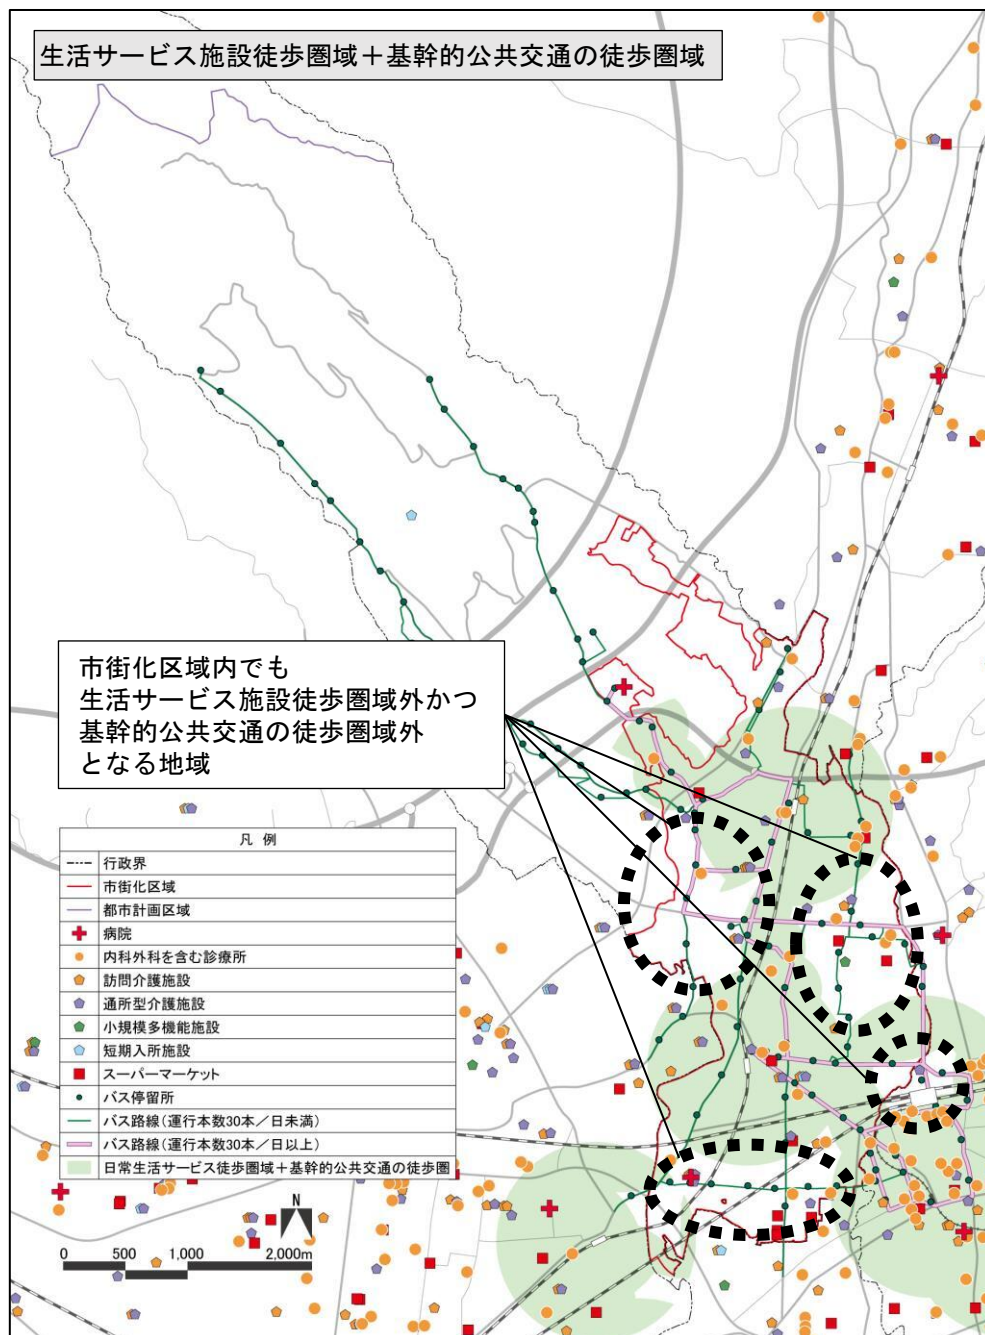 生活サービス施設徒歩圏域＋基幹的公共交通の徒歩圏域
市街化区域内でも
生活サービス施設徒歩圏域外かつ
基幹的公共交通の徒歩圏域外
となる地域
凡 例
行政界
市街化区域
都市計画区域
病院
内科外科を含む診療所
訪問介護施設
通所型介護施設
小規模多機能施設
短期入所施設
スーパーマーケット
バス停留所
バス路線（運行本数30本／日未満）
バス路線（運行本数30本／日以上）
日常生活サービス徒歩圏域＋基幹的公共交通の徒歩圏
N
0 500 1,000 2,000m